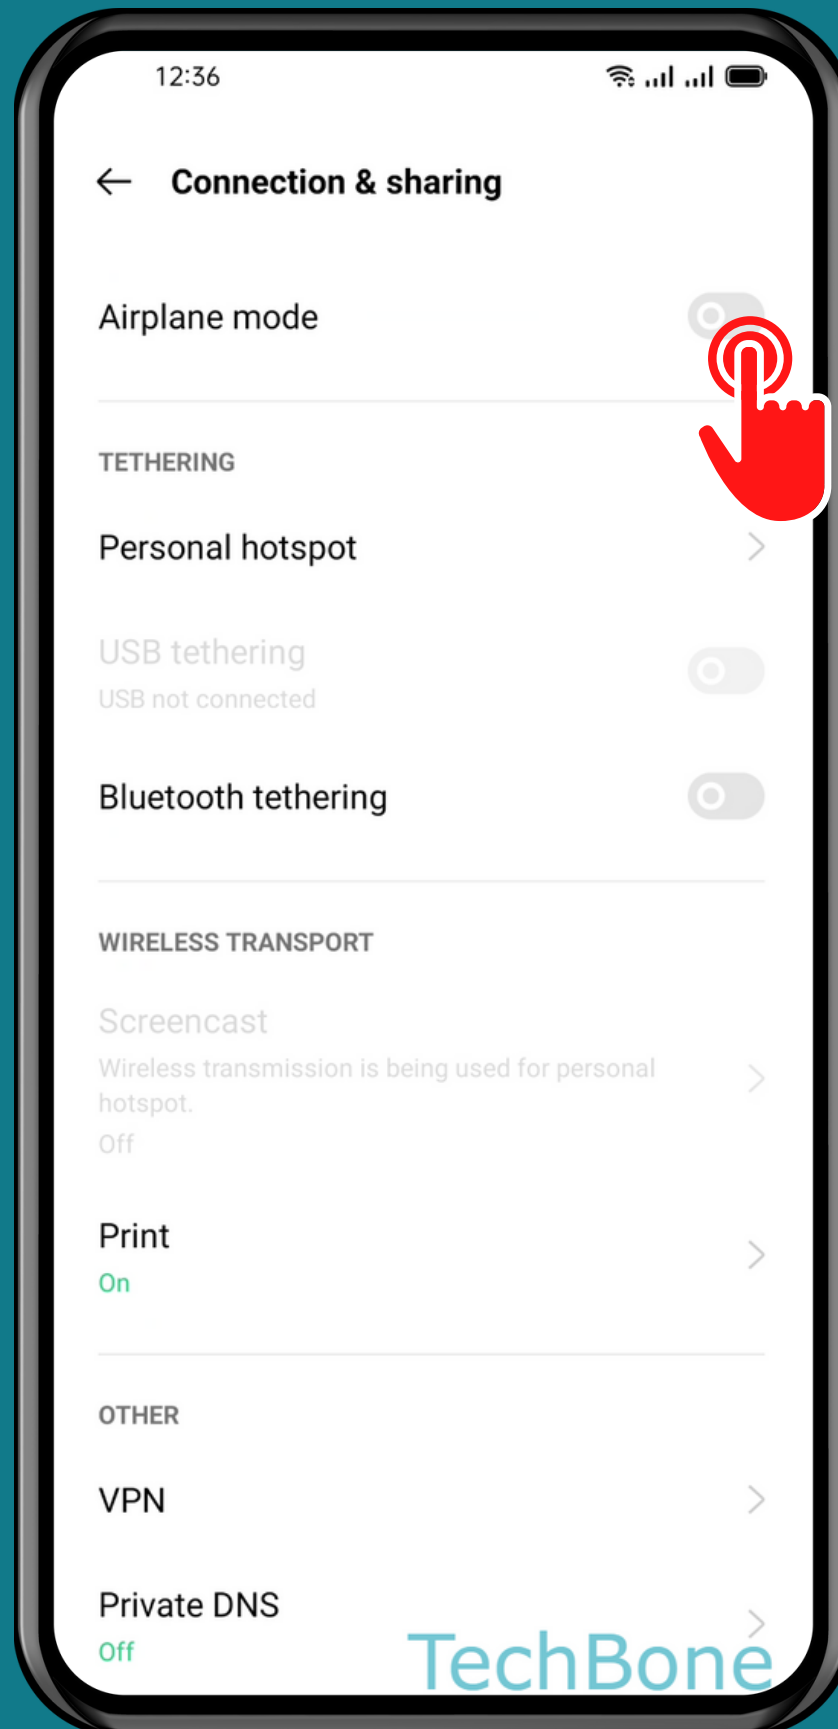 12:36
Connection & sharing
Airplane mode
TETHERING
Personal hotspot
USB tethering
USB not connected
Bluetooth tethering
WIRELESS TRANSPORT
Screencast
Wireless transmission is being used for personal
hotspot.
Off
Print
On
OTHER
VPN
Private DNS
Off
TechBone